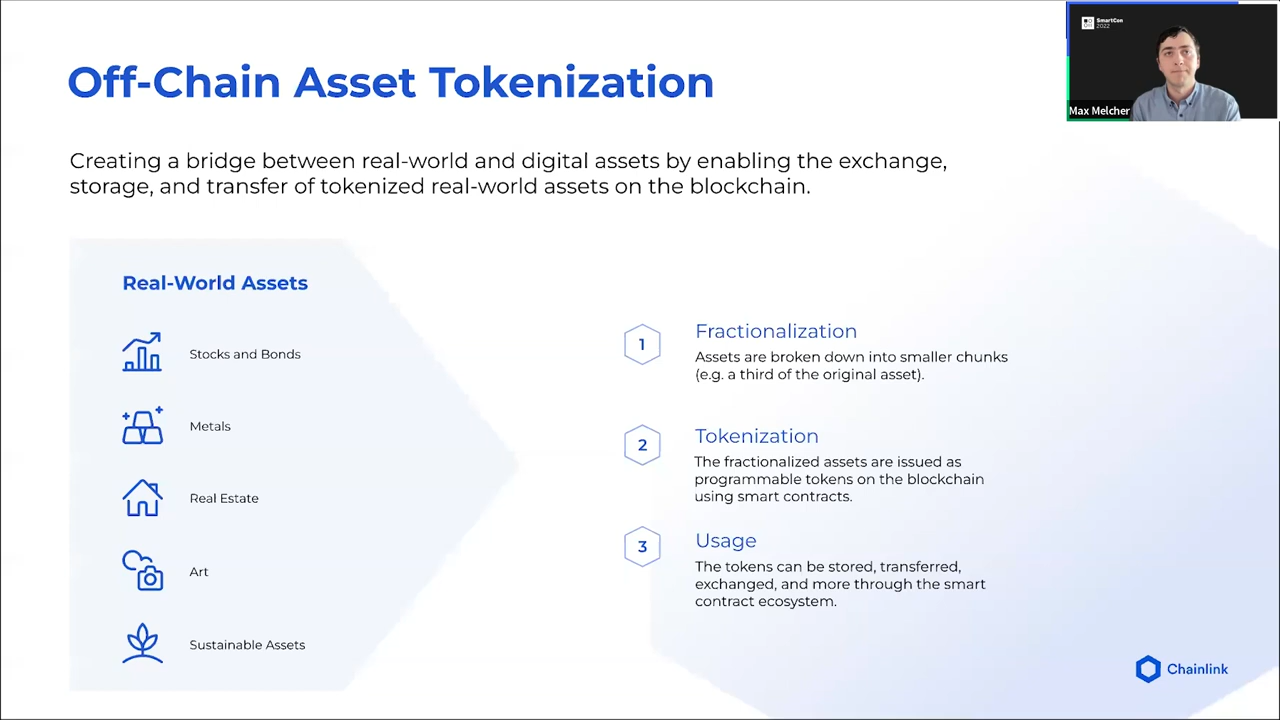 Off-Chain Asset Tokenization
Creating a bridge between real-world and digital assets by enabling the exchange,
storage, and transfer of tokenized real-world assets on the blockchain.
Real-World Assets
Stocks and Bonds
Metals
Real Estate
Art
Sustainable Assets
1
Fractionalization
Assets are broken down into smaller chunks
(e.g. a third of the original asset).
2
Tokenization
The fractionalized assets are issued as
programmable tokens on the blockchain
using smart contracts.
3
Usage
The tokens can be stored, transferred,
exchanged, and more through the smart
contract ecosystem.
Chainlink
SmartCon
2022
Max Melcher